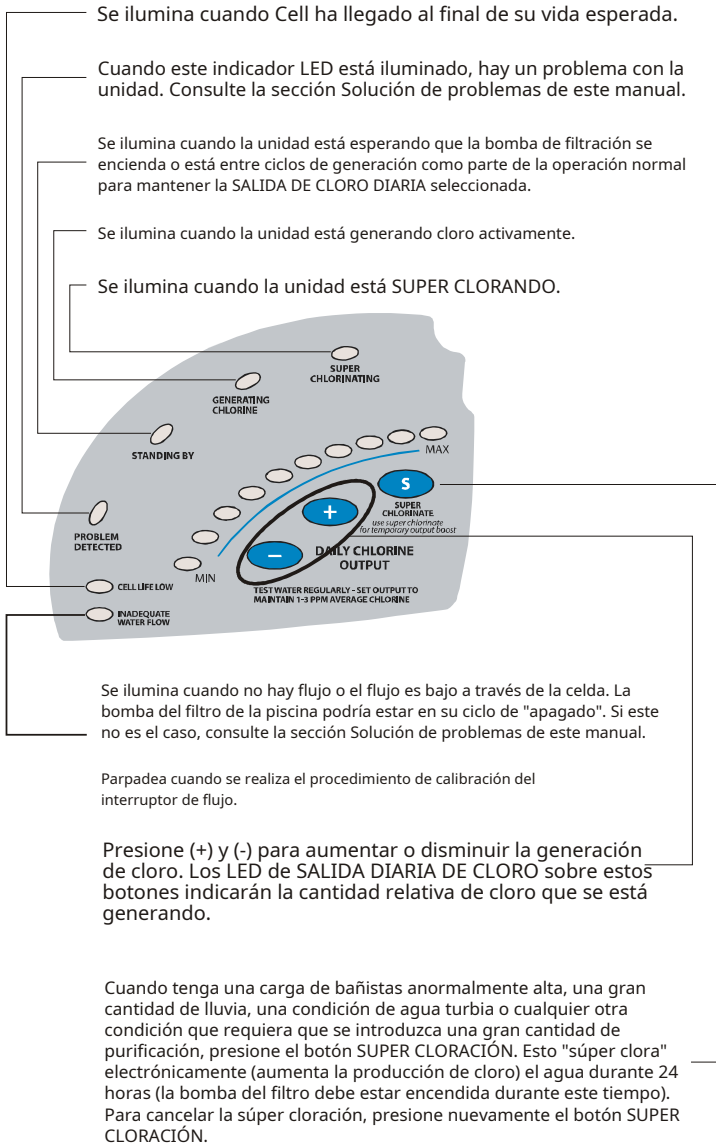 Se ilumina cuando Cell ha llegado al final de su vida esperada.
Cuando este indicador LED está iluminado, hay un problema con la
unidad. Consulte la sección Solución de problemas de este manual.
Se ilumina cuando la unidad está esperando que la bomba de filtración se
encienda o está entre ciclos de generación como parte de la operación normal
para mantener la SALIDA DE CLORO DIARIA seleccionada.
Se ilumina cuando la unidad está generando cloro activamente.
Se ilumina cuando la unidad está SUPER CLORANDO.
SUPER
CHLORINATING
GENERATING
CHLORINE
STANDING BY
MAX
S
SUPER
CHLORINATE
use super chlorinate
for temporary output boost
+
PROBLEM
DETECTED
−
DAILY CHLORINE
OUTPUT
MIN
CELL LIFE LOW
TEST WATER REGULARLY - SET OUTPUT TO
MAINTAIN 1-3 PPM AVERAGE CHLORINE
INADEQUATE
WATER FLOW
Se ilumina cuando no hay flujo o el flujo es bajo a través de la celda. La
bomba del filtro de la piscina podría estar en su ciclo de "apagado". Si este
no es el caso, consulte la sección Solución de problemas de este manual.
Parpadea cuando se realiza el procedimiento de calibración del
interruptor de flujo.
Presione (+) y (-) para aumentar o disminuir la generación
de cloro. Los LED de SALIDA DIARIA DE CLORO sobre estos
botones indicarán la cantidad relativa de cloro que se está
generando.
Cuando tenga una carga de bañistas anormalmente alta, una gran
cantidad de lluvia, una condición de agua turbia o cualquier otra
condición que requiera que se introduzca una gran cantidad de
purificación, presione el botón SUPER CLORACIÓN. Esto "súper clora"
electrónicamente (aumenta la producción de cloro) el agua durante 24
horas (la bomba del filtro debe estar encendida durante este tiempo).
Para cancelar la súper cloración, presione nuevamente el botón SUPER
CLORACIÓN.